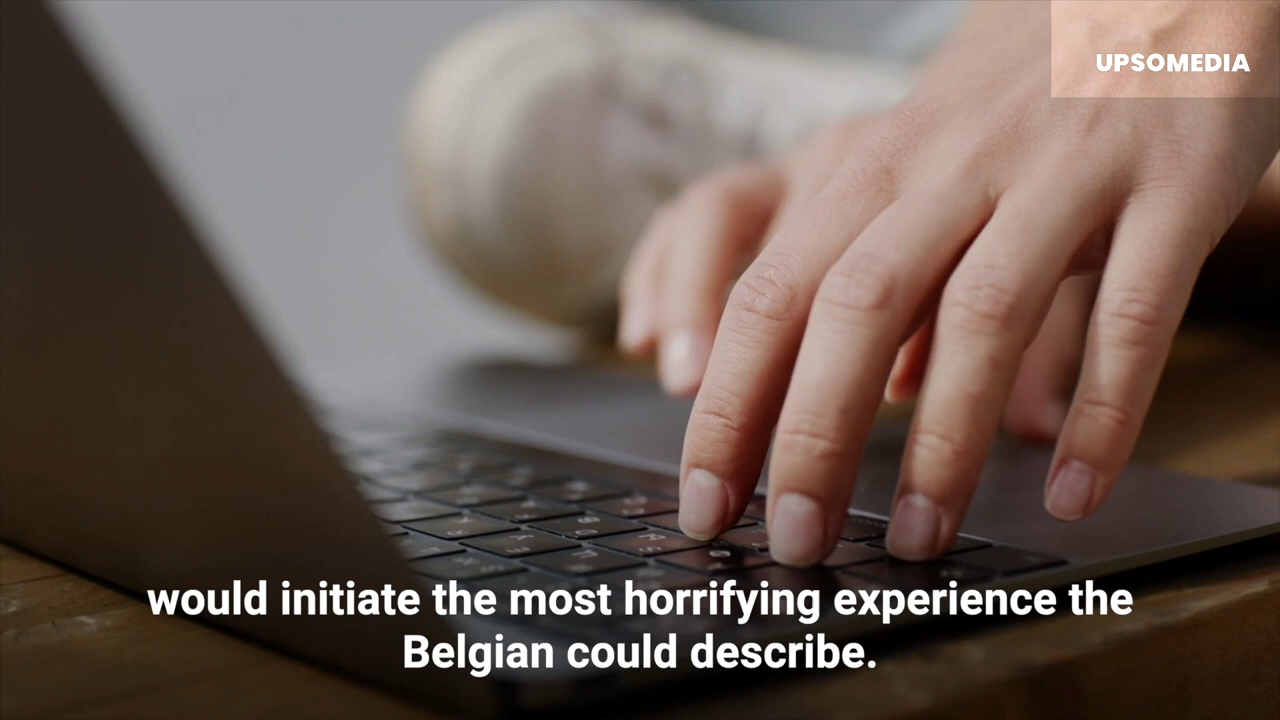 UPSOMEDIA
would initiate the most horrifying experience the
Belgian could describe.